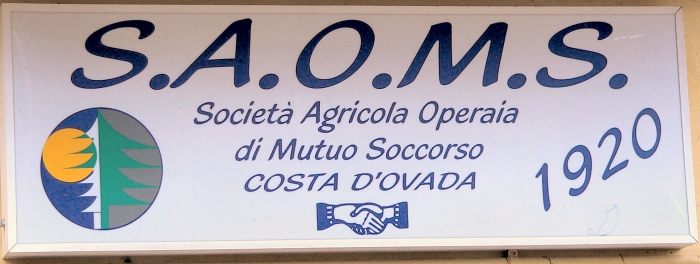 S.A.O.M.S.
Società Agricola Operaia
di Mutuo Soccorso
COSTA D'OVADA
1920